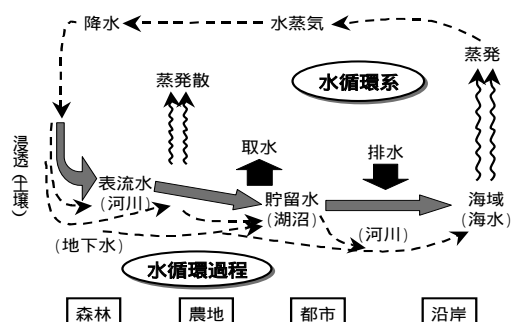 降水
水蒸気
蒸発
蒸発散
水循環系
取水
排水
浸透(土壌)
表流水
(河川)
貯留水
(湖沼)
海域
(海水)
(地下水)
(河川)
水循環過程
森林
農地
都市
沿岸